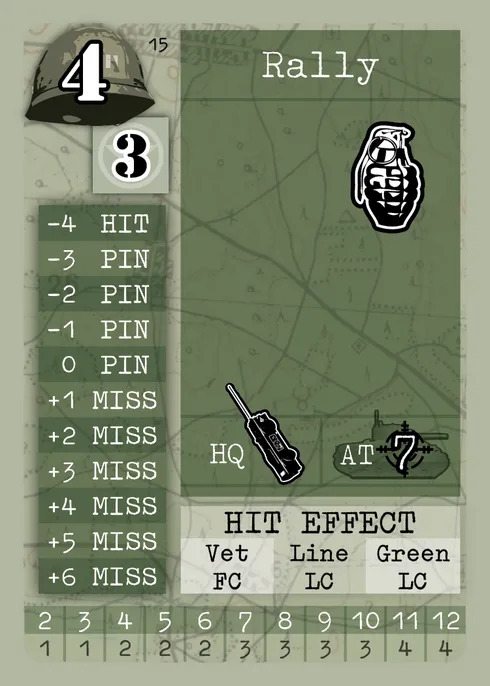 4
15
Rally
3
-4 HIT
-3 PIN
-2 PIN
-1 PIN
0 PIN
+1 MISS
+2 MISS
+3 MISS
+4 MISS
+5 MISS
+6 MISS
HQ
AT 7
HIT EFFECT
Vet Line Green
FC LC LC
2 3 4 5 6 7 8 9 10 11 12
1 1 2 2 2 3 3 3 3 4 4